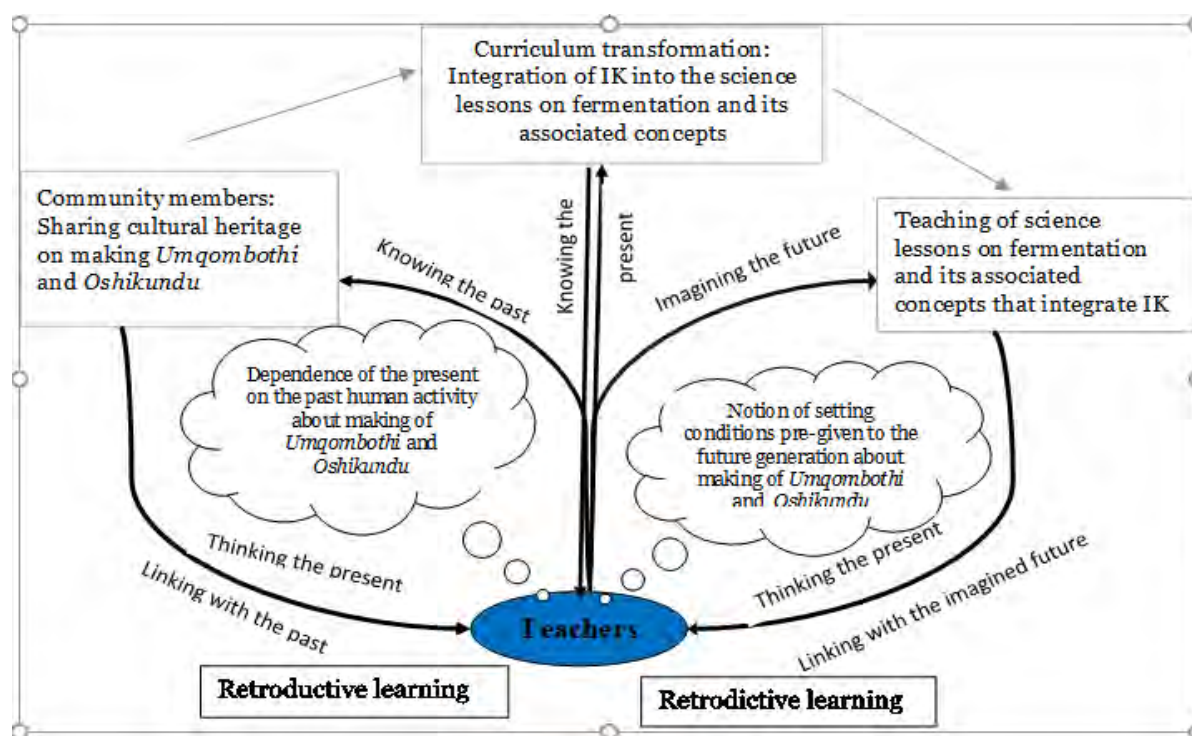 Curriculum transformation:
Integration of IK into the science
lessons on fermentation and its
associated concepts
Community members:
Sharing cultural heritage
on making Umqombothi
and Oshikundu
Teaching of science
lessons on fermentation
and its associated
concepts that integrate IK
Knowing the past
Knowing the
present
Imagining the future
Dependence of the present
on the past human activity
about making of
Umqombothi and
Oshikundu
Notion of setting
conditions pre-given to the
future generation about
making of Umqombothi
and Oshikundu
Thinking the present
Linking with the past
Thinking the present
Linking with the imagined future
Teachers
Retroductive learning
Retrodictive learning